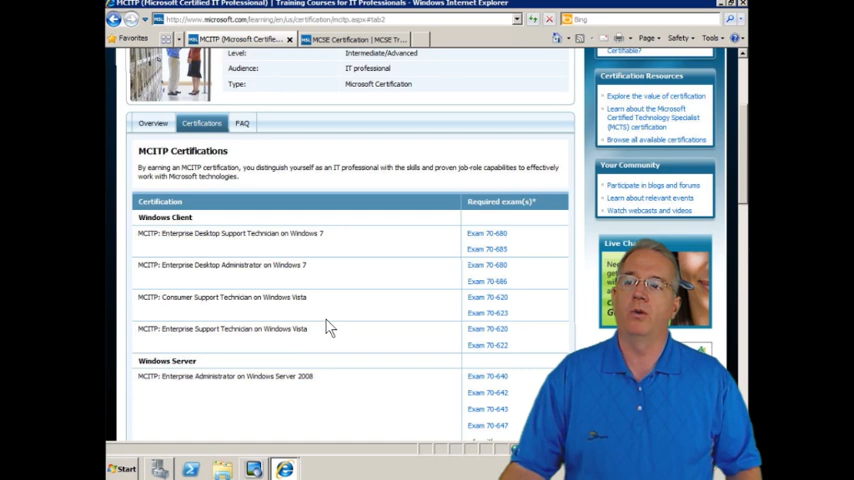 MCITP (Microsoft Certified IT Professional) | Training Courses for IT Professionals - Windows Internet Explorer
http://www.microsoft.com/learning/en/us/certification/mcitp.aspx#tab2
Bing
Favorites
MCITP (Microsoft Certifie...
MCSE Certification | MCSE Tr...
Page
Safety
Tools
Level:
Intermediate/Advanced
Audience:
IT professional
Type:
Microsoft Certification
Certifiable?
Certification Resources
Explore the value of certification
Learn about the Microsoft
Certified Technology Specialist
(MCTS) certification
Browse all available certifications
Overview
Certifications
FAQ
MCITP Certifications
By earning an MCITP certification, you distinguish yourself as an IT professional with the skills and proven job-role capabilities to effectively
work with Microsoft technologies.
Your Community
Participate in blogs and forums
Learn about relevant events
Watch webcasts and videos
Certification
Required exam(s)*
Windows Client
MCITP: Enterprise Desktop Support Technician on Windows 7
Exam 70-680
Exam 70-685
MCITP: Enterprise Desktop Administrator on Windows 7
Exam 70-680
Exam 70-686
MCITP: Consumer Support Technician on Windows Vista
Exam 70-620
Exam 70-623
MCITP: Enterprise Support Technician on Windows Vista
Exam 70-620
Exam 70-622
Windows Server
MCITP: Enterprise Administrator on Windows Server 2008
Exam 70-640
Exam 70-642
Exam 70-643
Exam 70-647
Live Cha
Start